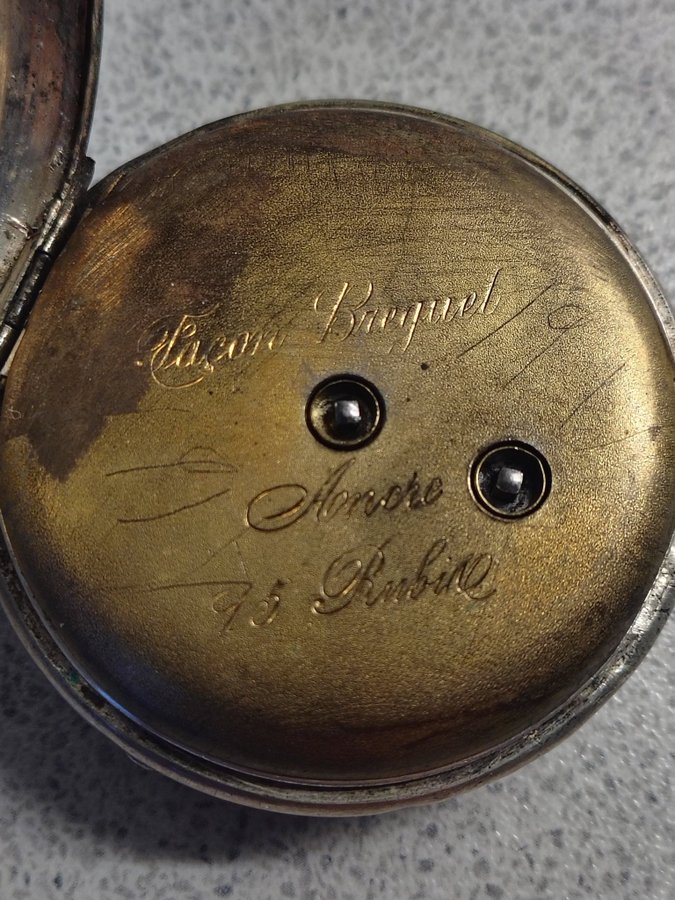 Façon Breguet
Ancre
15 Rubis